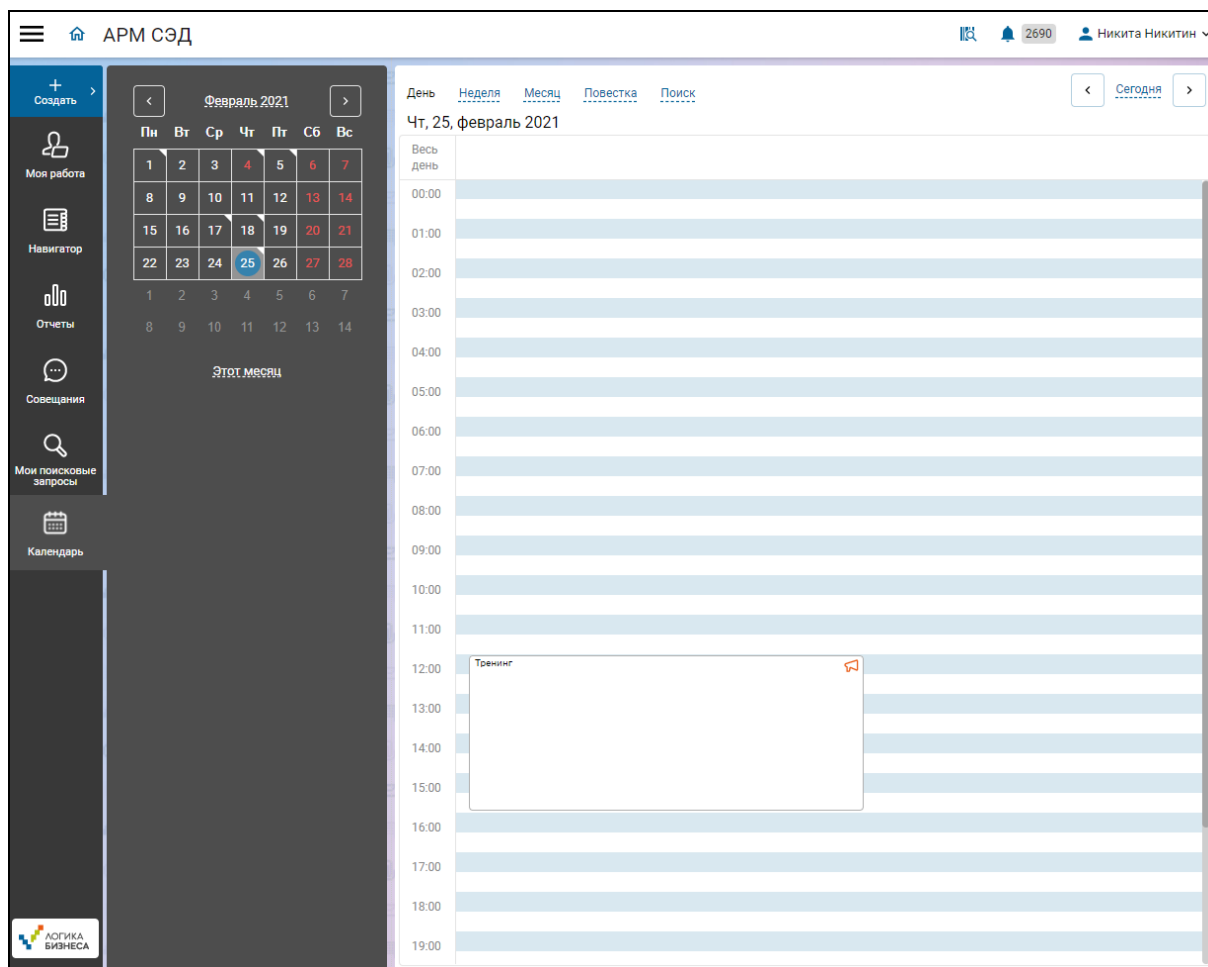 АРМ СЭД
2690
Никита Никитин
Создать
Моя работа
Навигатор
Отчеты
Совещания
Мои поисковые
запросы
Календарь
ЛОГИКА
БИЗНЕСА
Февраль 2021
Пн Вт Ср Чт Пт Сб Вс
1 2 3 4 5 6 7
8 9 10 11 12 13 14
15 16 17 18 19 20 21
22 23 24 25 26 27 28
1 2 3 4 5 6 7
8 9 10 11 12 13 14
Этот месяц
День Неделя Месяц Повестка Поиск
Сегодня
Чт, 25, февраль 2021
Весь
день
00:00
01:00
02:00
03:00
04:00
05:00
06:00
07:00
08:00
09:00
10:00
11:00
12:00
Тренинг
13:00
14:00
15:00
16:00
17:00
18:00
19:00